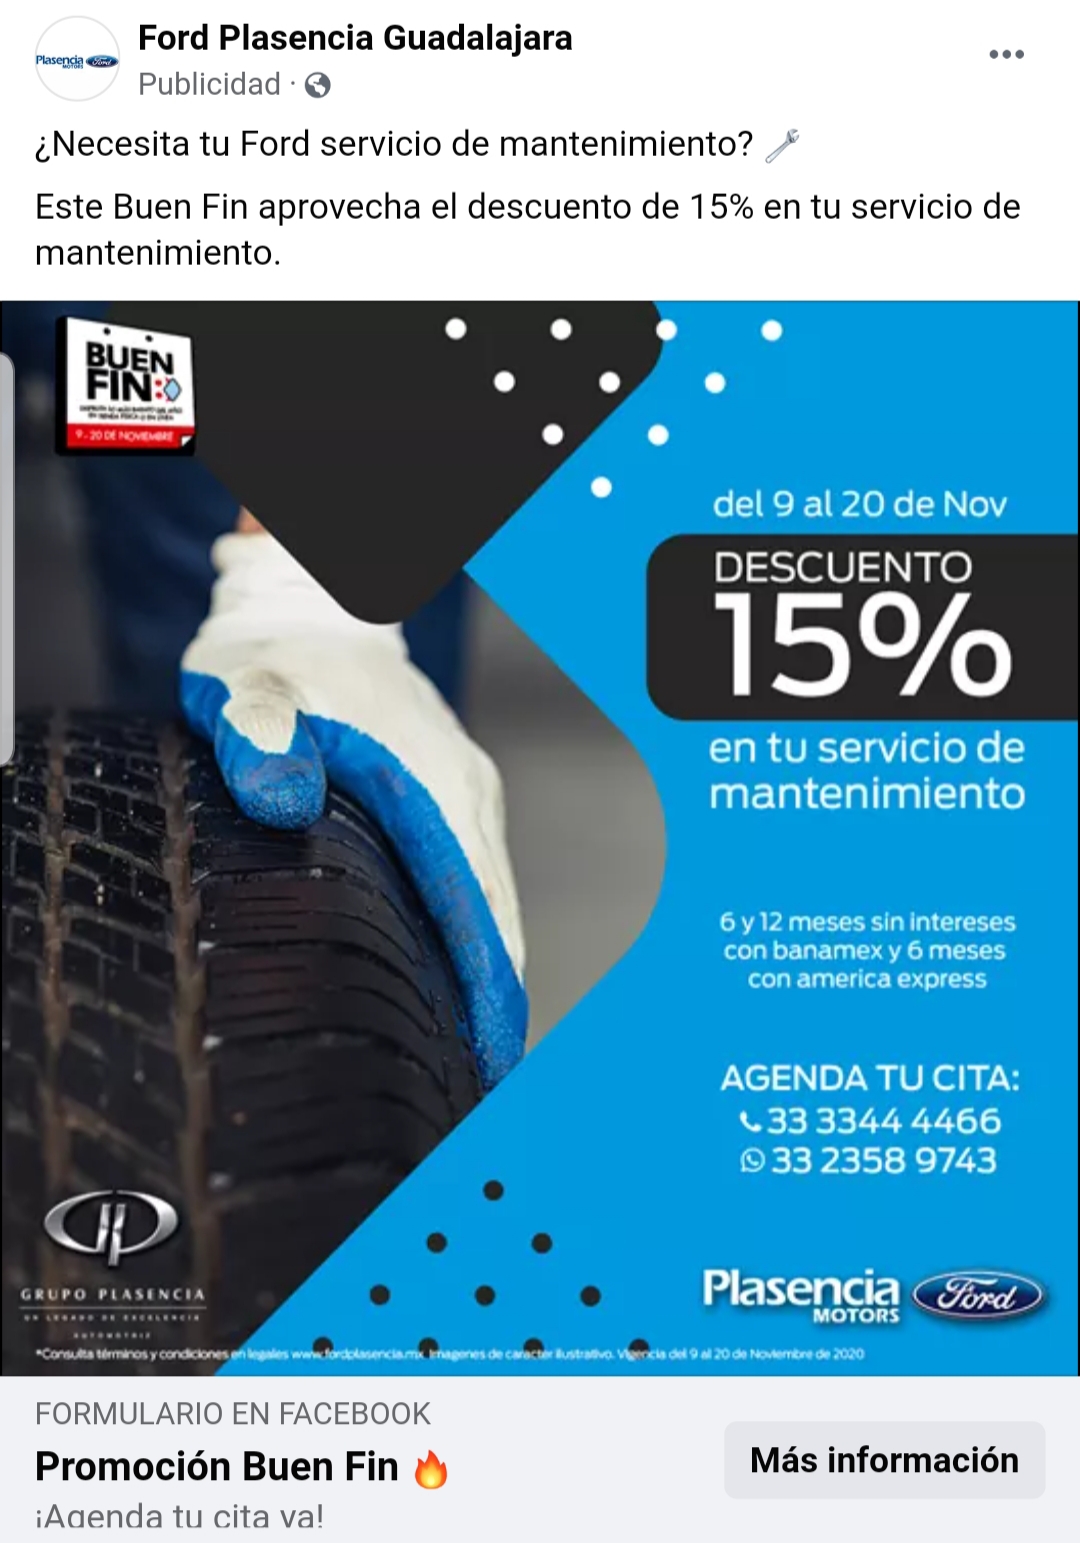 Plasencia
MOTORS
Ford
Ford Plasencia Guadalajara
Publicidad ·
¿Necesita tu Ford servicio de mantenimiento?
Este Buen Fin aprovecha el descuento de 15% en tu servicio de
mantenimiento.
BUEN
FIN
9 - 20 DE NOVIEMBRE
del 9 al 20 de Nov
DESCUENTO
15%
en tu servicio de
mantenimiento
6 y 12 meses sin intereses
con banamex y 6 meses
con america express
AGENDA TU CITA:
33 3344 4466
33 2358 9743
GRUPO PLASENCIA
UN LEGADO DE EXCELENCIA
AUTOMOTRIZ
Plasencia
MOTORS
Ford
*Consulta términos y condiciones en legales www.fordplasencia.mx Imagenes de caracter ilustrativo. Vigencia del 9 al 20 de Noviembre de 2020
FORMULARIO EN FACEBOOK
Promoción Buen Fin
Más información
¡Agenda tu cita ya!